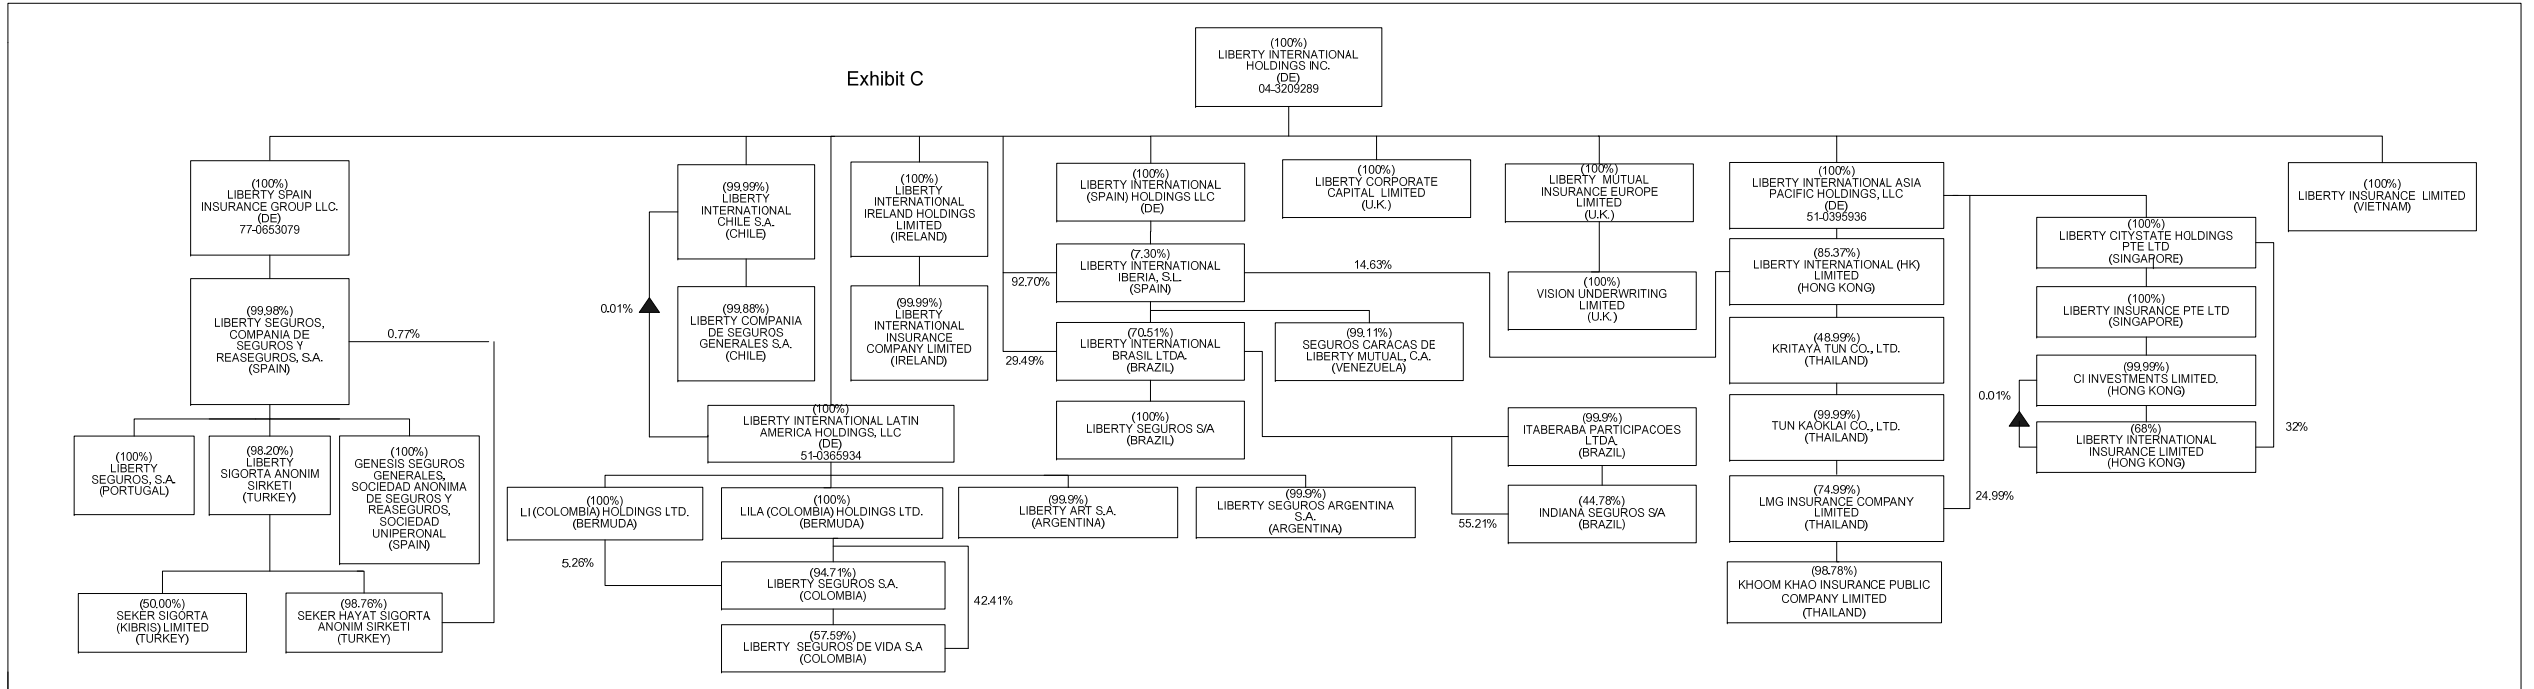 Exhibit C
(100%)
LIBERTY INTERNATIONAL
HOLDINGS INC.
(DE)
04-3209289
(100%)
LIBERTY SPAIN
INSURANCE GROUP LLC.
(DE)
77-0653079
(99.98%)
LIBERTY SEGUROS,
COMPANIA DE
SEGUROS Y
REASEGUROS, S.A.
(SPAIN)
0.77%
(100%)
LIBERTY
SEGUROS, S.A.
(PORTUGAL)
(98.20%)
LIBERTY
SIGORTA ANONIM
SIRKETI
(TURKEY)
(100%)
GENESIS SEGUROS
GENERALES,
SOCIEDAD ANONIMA
DE SEGUROS Y
REASEGUROS,
SOCIEDAD
UNIPERONAL
(SPAIN)
(50.00%)
SEKER SIGORTA
(KIBRIS) LIMITED
(TURKEY)
(98.76%)
SEKER HAYAT SIGORTA
ANONIM SIRKETI
(TURKEY)
(99.99%)
LIBERTY
INTERNATIONAL
CHILE S.A.
(CHILE)
0.01%
(99.88%)
LIBERTY COMPANIA
DE SEGUROS
GENERALES S.A.
(CHILE)
(100%)
LIBERTY
INTERNATIONAL
IRELAND HOLDINGS
LIMITED
(IRELAND)
(99.99%)
LIBERTY
INTERNATIONAL
INSURANCE
COMPANY LIMITED
(IRELAND)
(100%)
LIBERTY INTERNATIONAL LATIN
AMERICA HOLDINGS, LLC
(DE)
51-0365934
(100%)
LI (COLOMBIA) HOLDINGS LTD.
(BERMUDA)
(100%)
LILA (COLOMBIA) HOLDINGS LTD.
(BERMUDA)
(99.9%)
LIBERTY ART S.A.
(ARGENTINA)
(99.9%)
LIBERTY SEGUROS ARGENTINA
S.A.
(ARGENTINA)
5.26%
(94.71%)
LIBERTY SEGUROS S.A.
(COLOMBIA)
42.41%
(57.59%)
LIBERTY SEGUROS DE VIDA S.A
(COLOMBIA)
(100%)
LIBERTY INTERNATIONAL
(SPAIN) HOLDINGS LLC
(DE)
92.70%
(7.30%)
LIBERTY INTERNATIONAL
IBERIA, S.L.
(SPAIN)
14.63%
29.49%
(70.51%)
LIBERTY INTERNATIONAL
BRASIL LTDA.
(BRAZIL)
(99.11%)
SEGUROS CARACAS DE
LIBERTY MUTUAL, C.A.
(VENEZUELA)
(100%)
LIBERTY SEGUROS S/A
(BRAZIL)
(99.9%)
ITABERABA PARTICIPACOES
LTDA.
(BRAZIL)
55.21%
(44.78%)
INDIANA SEGUROS S/A
(BRAZIL)
(100%)
LIBERTY CORPORATE
CAPITAL LIMITED
(U.K.)
(100%)
LIBERTY MUTUAL
INSURANCE EUROPE
LIMITED
(U.K.)
(100%)
VISION UNDERWRITING
LIMITED
(U.K.)
(100%)
LIBERTY INTERNATIONAL ASIA
PACIFIC HOLDINGS, LLC
(DE)
51-0395936
(85.37%)
LIBERTY INTERNATIONAL (HK)
LIMITED
(HONG KONG)
(48.99%)
KRITAYA TUN CO., LTD.
(THAILAND)
(99.99%)
TUN KAOKLAI CO., LTD.
(THAILAND)
(74.99%)
LMG INSURANCE COMPANY
LIMITED
(THAILAND)
24.99%
(98.78%)
KHOOM KHAO INSURANCE PUBLIC
COMPANY LIMITED
(THAILAND)
(100%)
LIBERTY CITYSTATE HOLDINGS
PTE LTD
(SINGAPORE)
(100%)
LIBERTY INSURANCE PTE LTD
(SINGAPORE)
(99.99%)
CI INVESTMENTS LIMITED.
(HONG KONG)
0.01%
(68%)
LIBERTY INTERNATIONAL
INSURANCE LIMITED
(HONG KONG)
32%
(100%)
LIBERTY INSURANCE LIMITED
(VIETNAM)